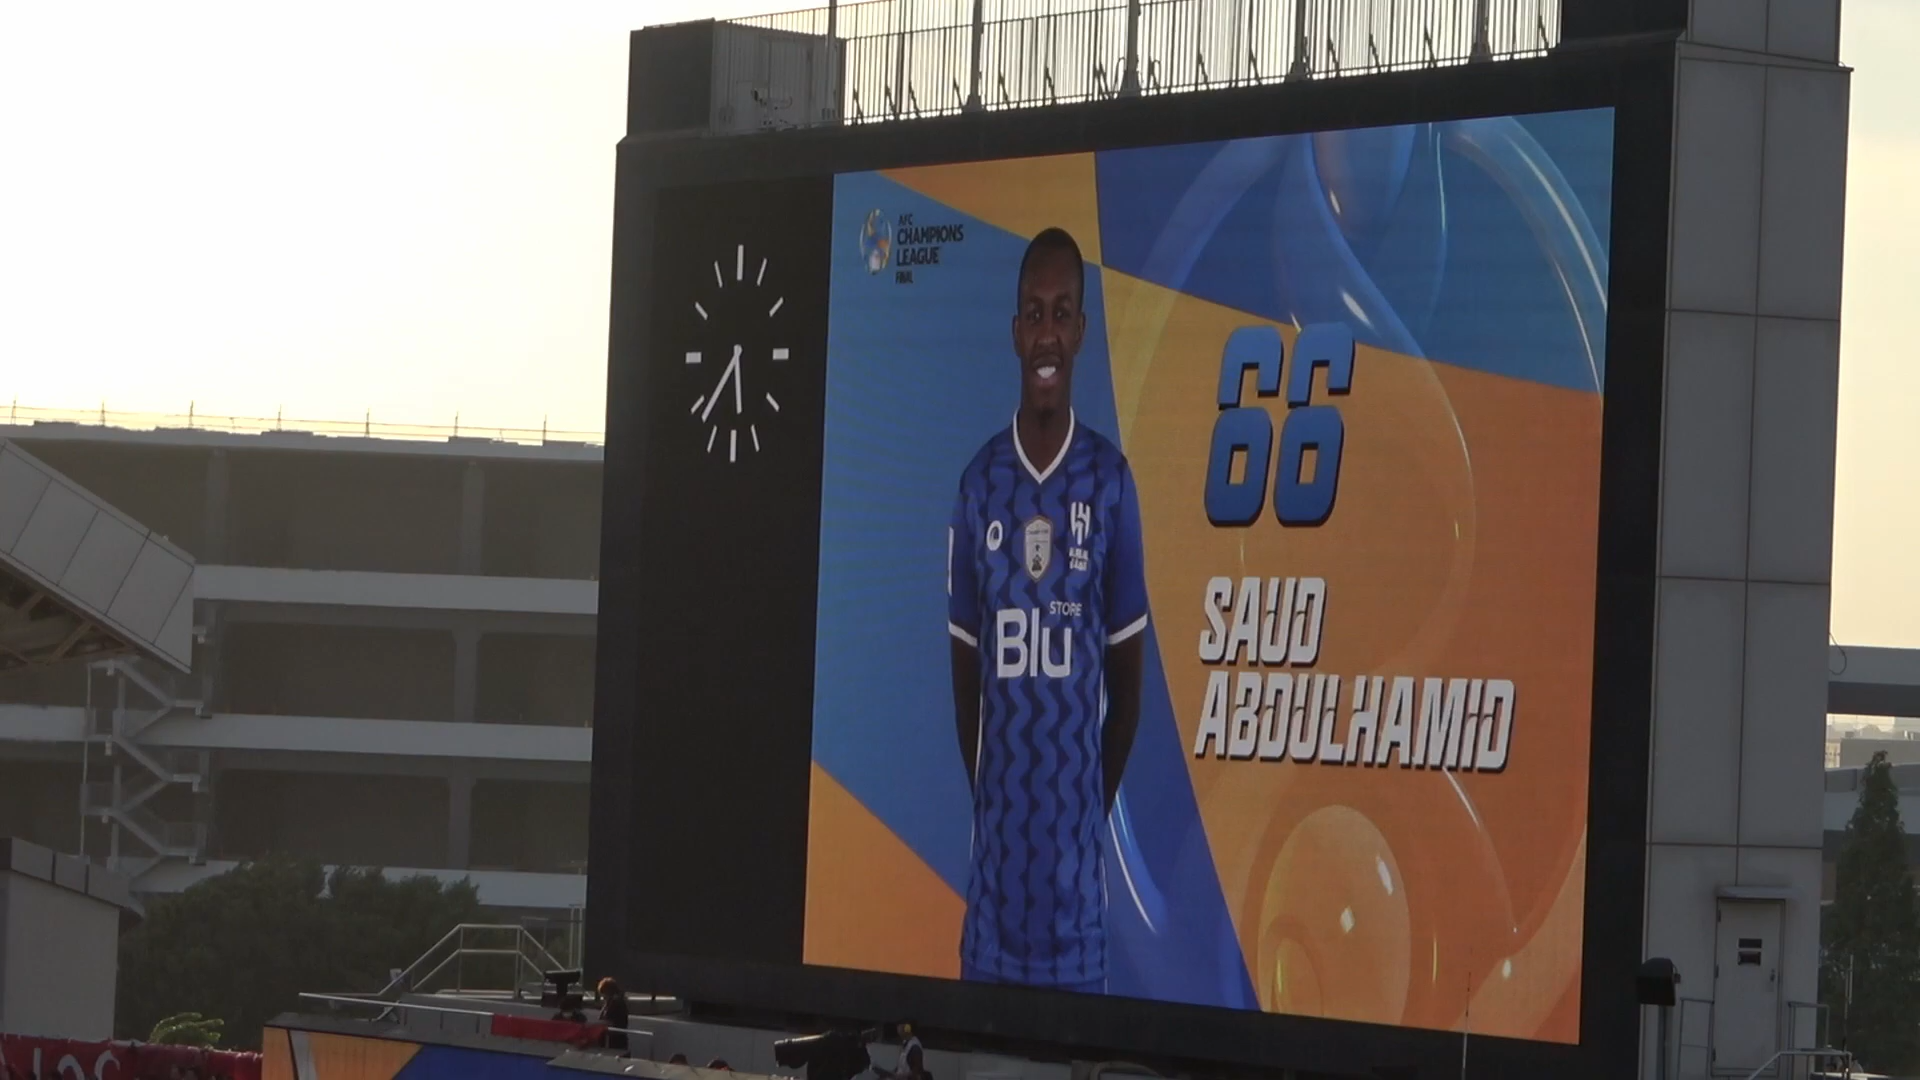 AFC
CHAMPIONS
LEAGUE
FINAL
66
SAUD
ABDULHAMID
STORE
Blu